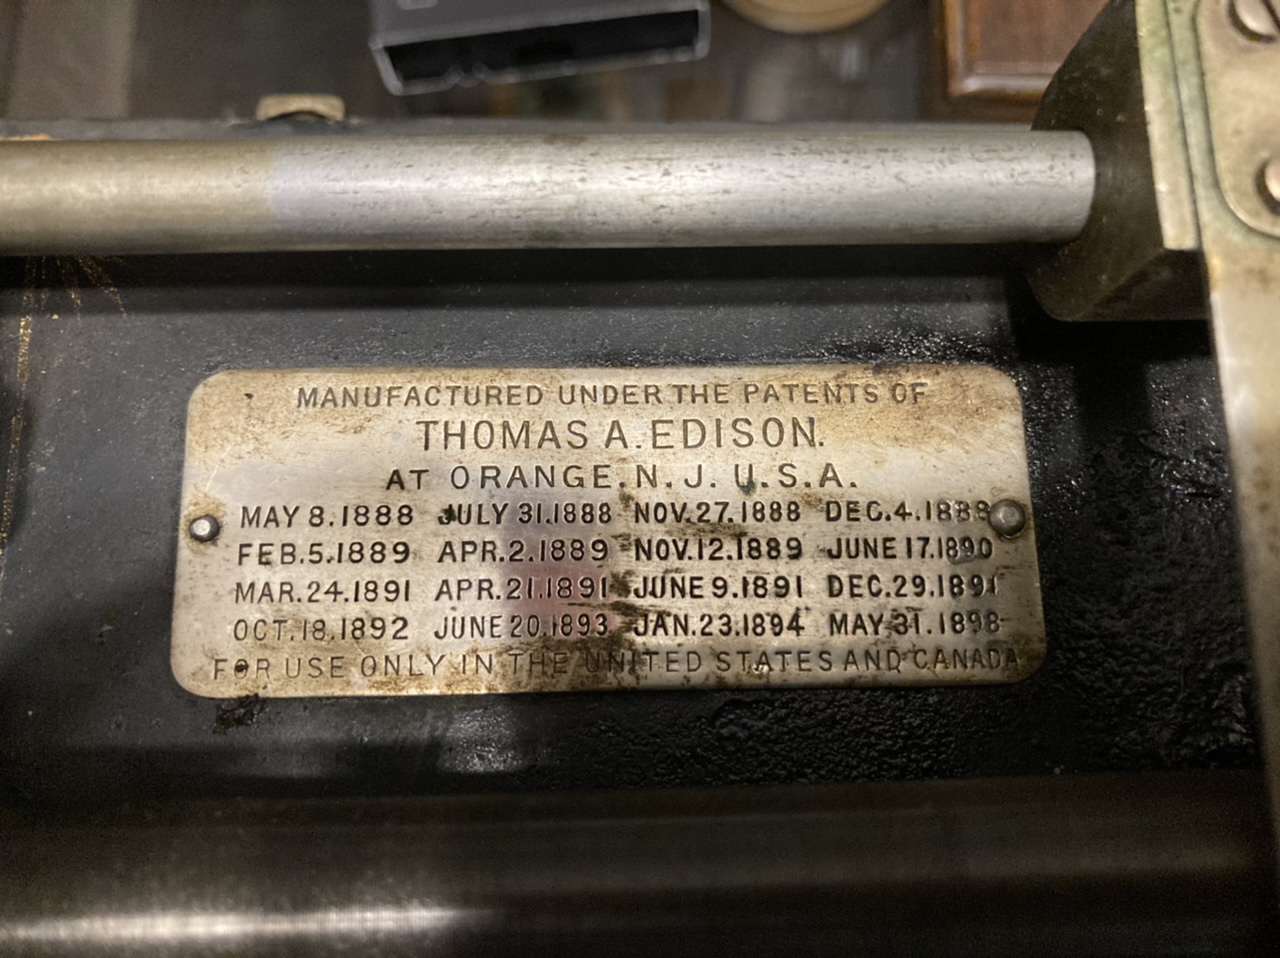 MANUFACTURED UNDER THE PATENTS OF
THOMAS A. EDISON.
AT ORANGE. N. J. U.S.A.
MAY 8.1888 JULY 31.1888 NOV.27.1888 DEC.4.1888
FEB.5.1889 APR.2.1889 NOV.12.1889 JUNE 17.1890
MAR.24.1891 APR.21.1891 JUNE 9.1891 DEC.29.1891
OCT.18.1892 JUNE 20.1893 JAN.23.1894 MAY 31.1898
FOR USE ONLY IN THE UNITED STATES AND CANADA